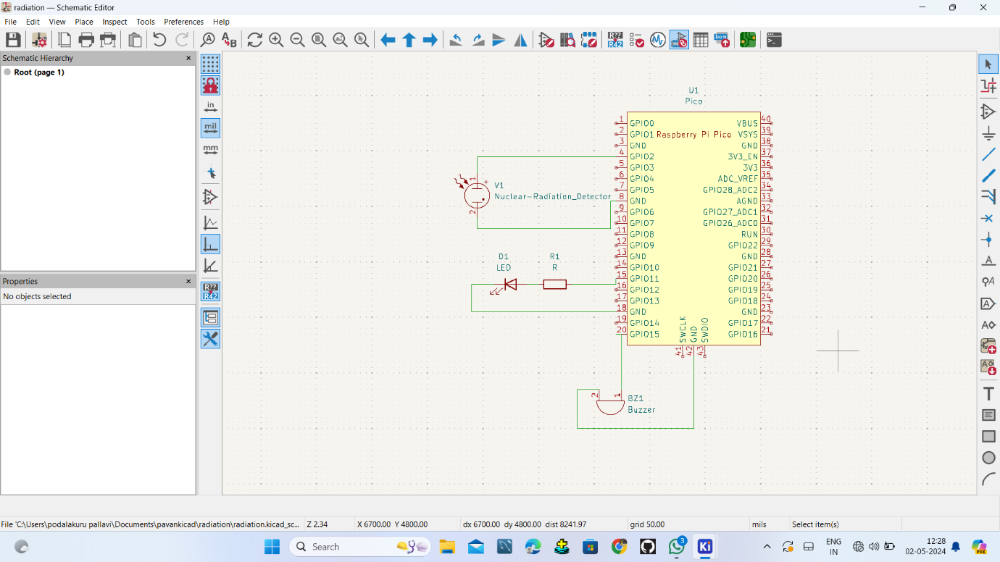 radiation — Schematic Editor
File Edit View Place Inspect Tools Preferences Help
Schematic Hierarchy
Root (page 1)
Properties
No objects selected
in
mil
mm
R??
R42
R??
R42
.bom
U1
Pico
Raspberry Pi Pico
1 GPIO0
2 GPIO1
3 GND
4 GPIO2
5 GPIO3
6 GPIO4
7 GPIO5
8 GND
9 GPIO6
10 GPIO7
11 GPIO8
12 GPIO9
13 GND
14 GPIO10
15 GPIO11
16 GPIO12
17 GPIO13
18 GND
19 GPIO14
20 GPIO15
VBUS 40
VSYS 39
GND 38
3V3_EN 37
3V3 36
ADC_VREF 35
GPIO28_ADC2 34
AGND 33
GPIO27_ADC1 32
GPIO26_ADC0 31
RUN 30
GPIO22 29
GND 28
GPIO21 27
GPIO20 26
GPIO19 25
GPIO18 24
GND 23
GPIO17 22
GPIO16 21
SWCLK 41
GND 42
SWDIO 43
1
+
V1
Nuclear-Radiation_Detector
2
D1
LED
R1
R
2 1
BZ1
Buzzer
File 'C:\Users\podalakuru pallavi\Documents\pavankicad\radiation\radiation.kicad_sc... Z 2.34 X 6700.00 Y 4800.00 dx 6700.00 dy 4800.00 dist 8241.97 grid 50.00 mils Select item(s)
Search
3
Ki
ENG
IN
12:28
02-05-2024
PRE